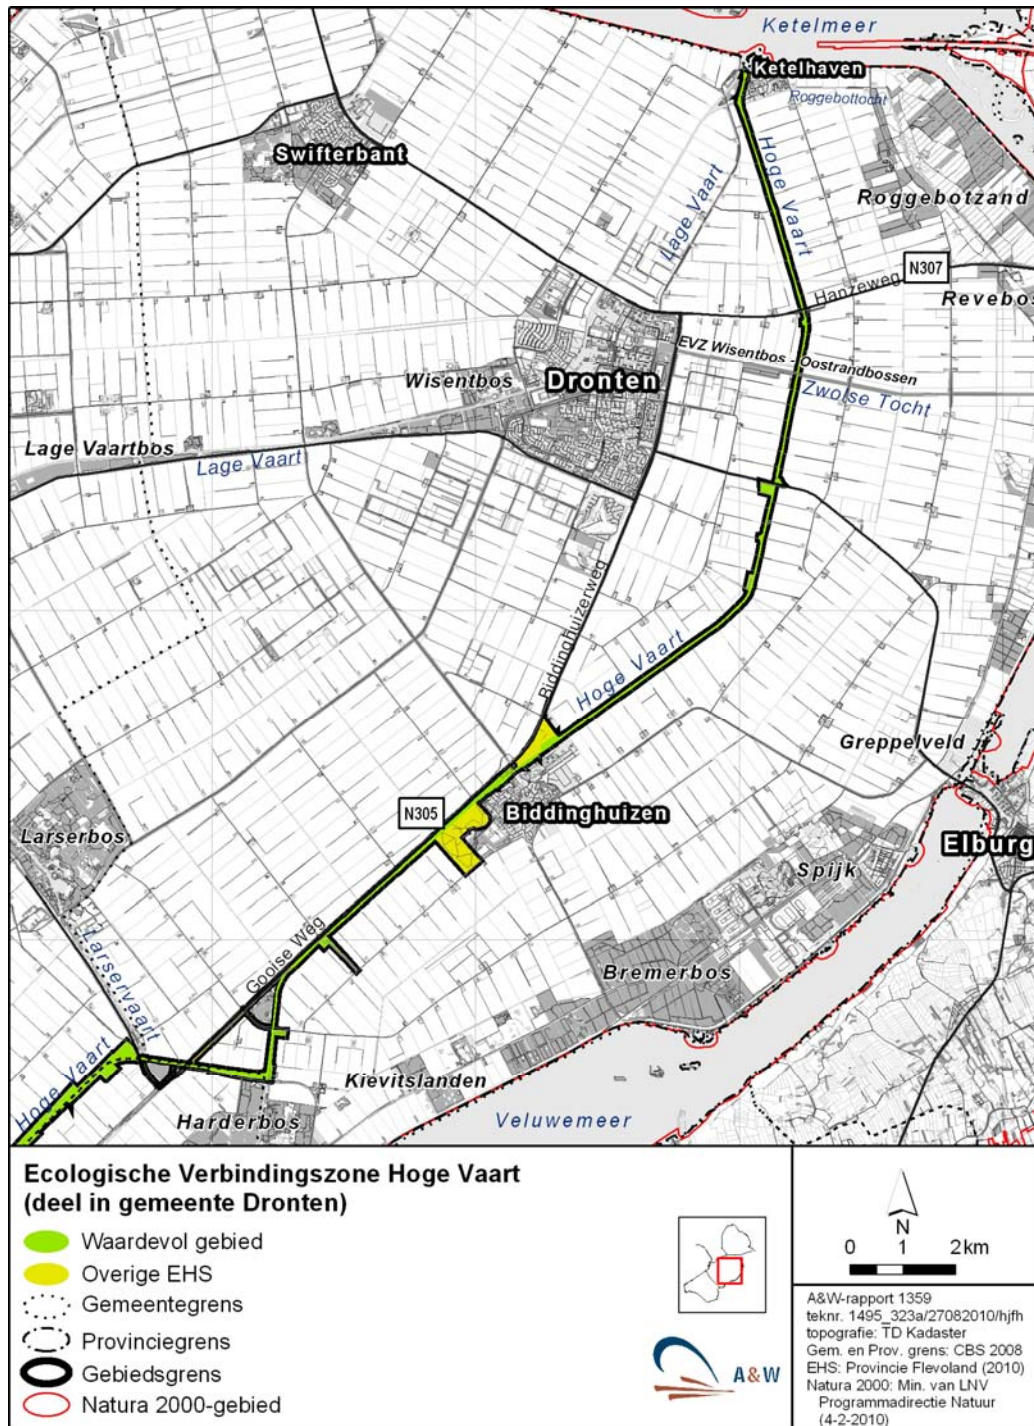 Ketelmeer
Ketelhaven
Roggebottocht
Swifterbant
Hoge Vaart
Lage Vaart
Roggebotzand
N307
Hanzeweg
Revebos
EVZ Wisentbos - Oostrandbossen
Wisentbos
Dronten
Zwolse Tocht
Lage Vaartbos
Lage Vaart
Biddinghuizerweg
Hoge Vaart
Greppelveld
N305
Biddinghuizen
Larserbos
Elburg
Spijk
Gooise Weg
Larservaart
Bremerbos
Hoge Vaart
Kievitslanden
Harderbos
Veluwemeer
Ecologische Verbindingszone Hoge Vaart
(deel in gemeente Dronten)
Waardevol gebied
Overige EHS
Gemeentegrens
Provinciegrens
Gebiedsgrens
Natura 2000-gebied
A&W
N
0 1 2km
A&W-rapport 1359
teknr. 1495_323a/27082010/hjfh
topografie: TD Kadaster
Gem. en Prov. grens: CBS 2008
EHS: Provincie Flevoland (2010)
Natura 2000: Min. van LNV
Programmadirectie Natuur
(4-2-2010)